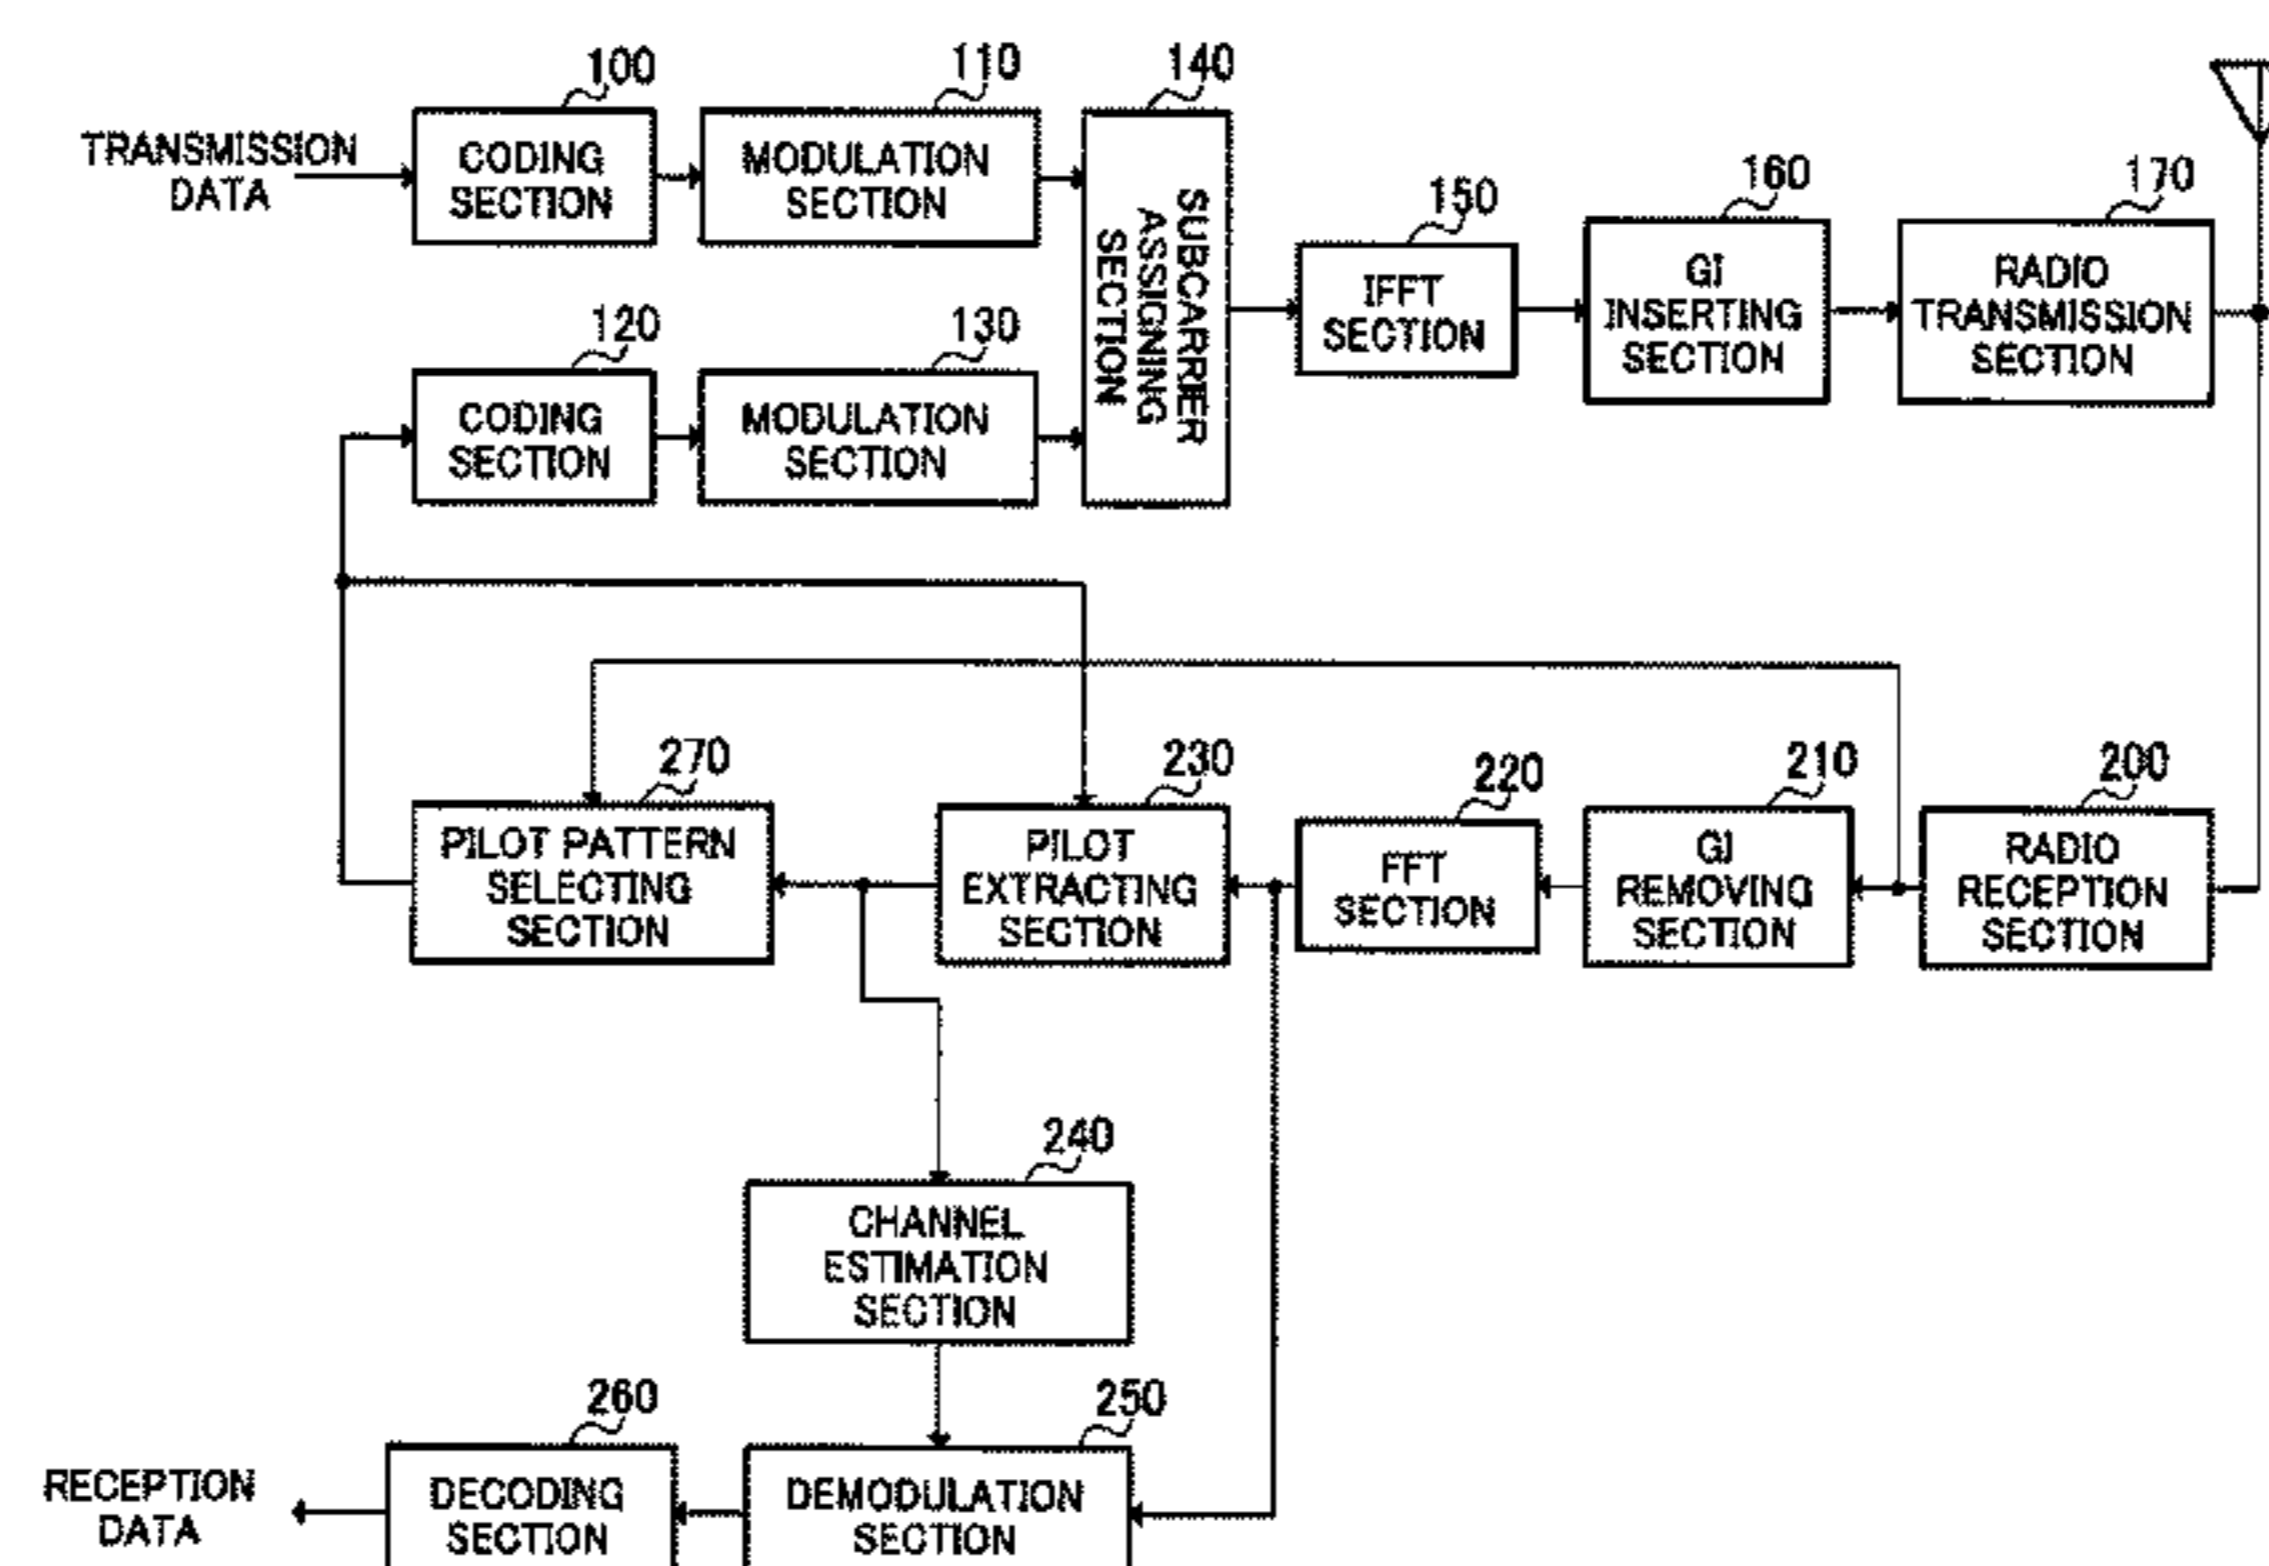 100
110
140
TRANSMISSION
DATA
CODING
SECTION
MODULATION
SECTION
SUBCARRIER
ASSIGNING
SECTION
150
IFFT
SECTION
160
GI
INSERTING
SECTION
170
RADIO
TRANSMISSION
SECTION
120
CODING
SECTION
130
MODULATION
SECTION
270
PILOT PATTERN
SELECTING
SECTION
230
PILOT
EXTRACTING
SECTION
220
FFT
SECTION
210
GI
REMOVING
SECTION
200
RADIO
RECEPTION
SECTION
240
CHANNEL
ESTIMATION
SECTION
260
250
RECEPTION
DATA
DECODING
SECTION
DEMODULATION
SECTION